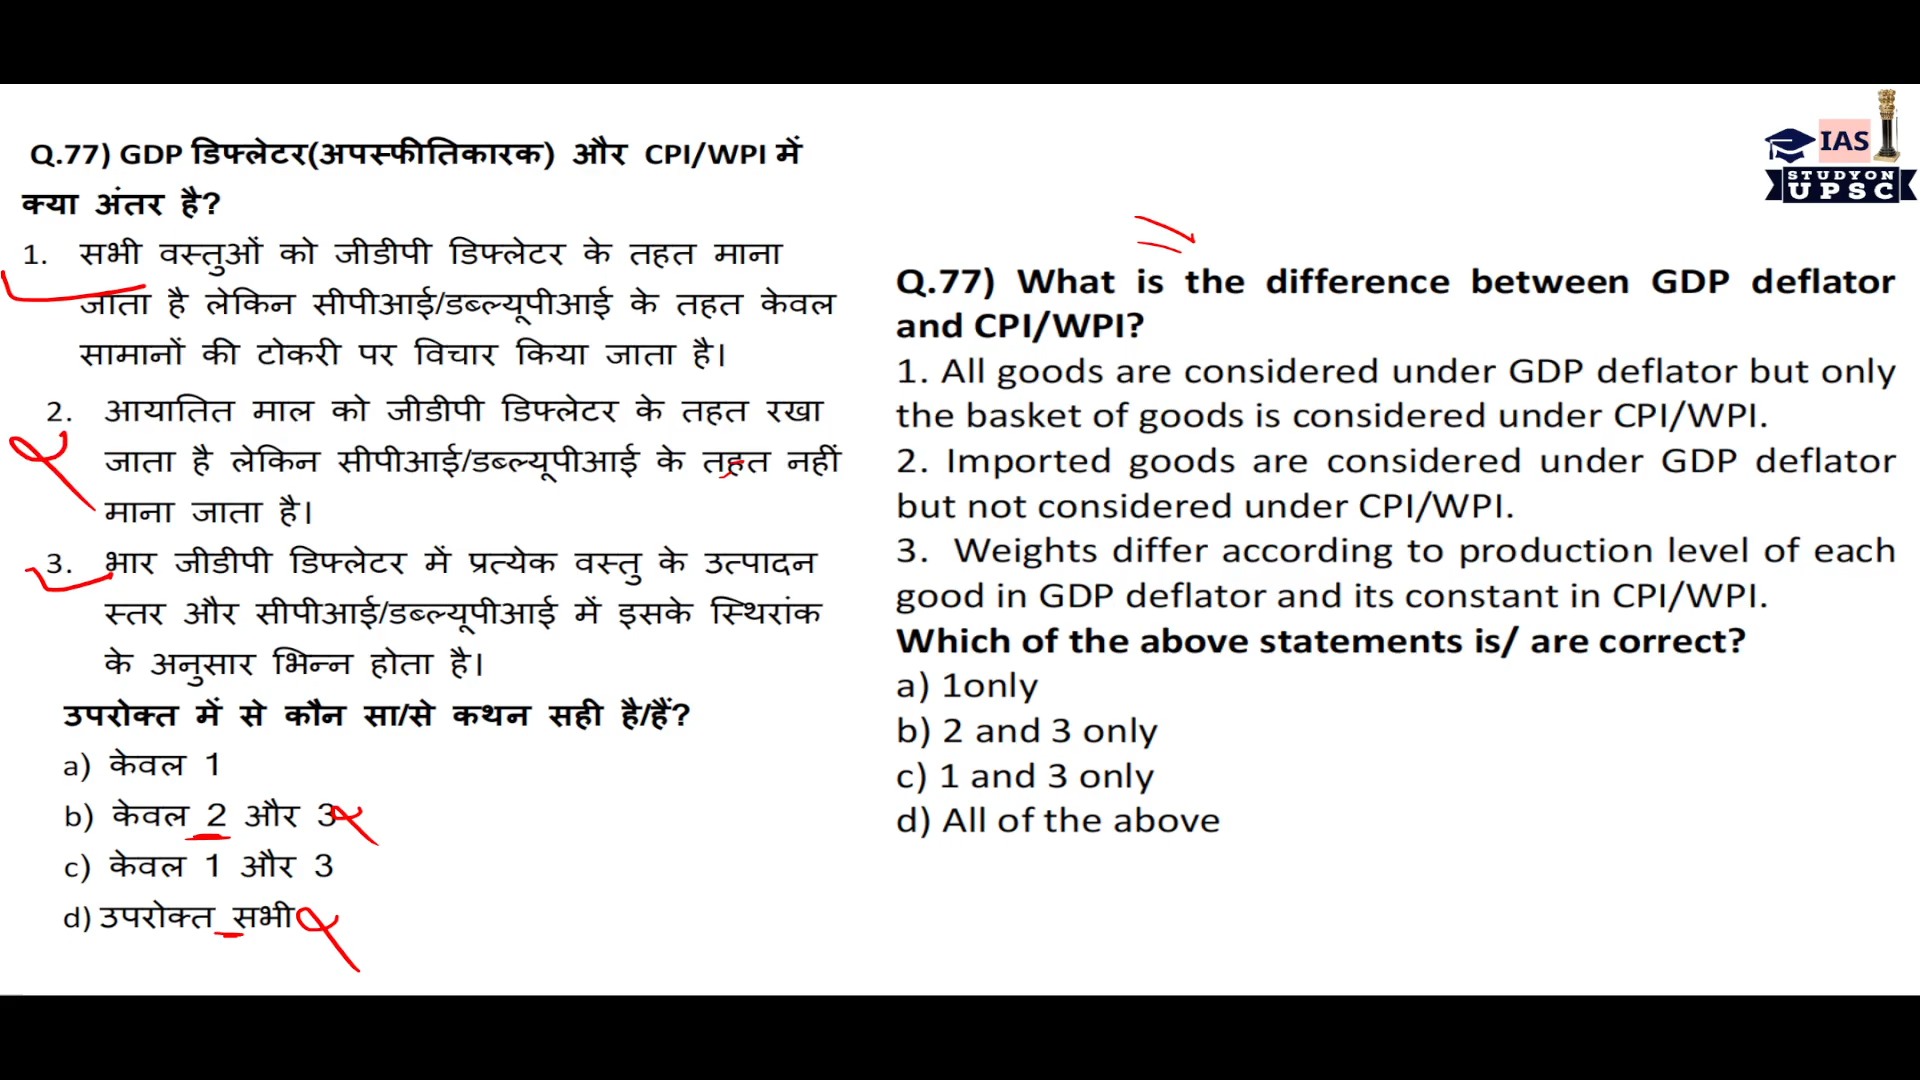 Q.77) GDP डिफ्लेटर(अपस्फीतिकारक) और CPI/WPI में
क्या अंतर है?
1. सभी वस्तुओं को जीडीपी डिफ्लेटर के तहत माना
जाता है लेकिन सीपीआई/डब्ल्यूपीआई के तहत केवल
सामानों की टोकरी पर विचार किया जाता है।
2. आयातित माल को जीडीपी डिफ्लेटर के तहत रखा
जाता है लेकिन सीपीआई/डब्ल्यूपीआई के तहत नहीं
माना जाता है।
3. भार जीडीपी डिफ्लेटर में प्रत्येक वस्तु के उत्पादन
स्तर और सीपीआई/डब्ल्यूपीआई में इसके स्थिरांक
के अनुसार भिन्न होता है।
उपरोक्त में से कौन सा/से कथन सही है/हैं?
a) केवल 1
b) केवल 2 और 3
c) केवल 1 और 3
d) उपरोक्त सभी
IAS
STUDYON
UPSC
Q.77) What is the difference between GDP deflator
and CPI/WPI?
1. All goods are considered under GDP deflator but only
the basket of goods is considered under CPI/WPI.
2. Imported goods are considered under GDP deflator
but not considered under CPI/WPI.
3. Weights differ according to production level of each
good in GDP deflator and its constant in CPI/WPI.
Which of the above statements is/ are correct?
a) 1only
b) 2 and 3 only
c) 1 and 3 only
d) All of the above